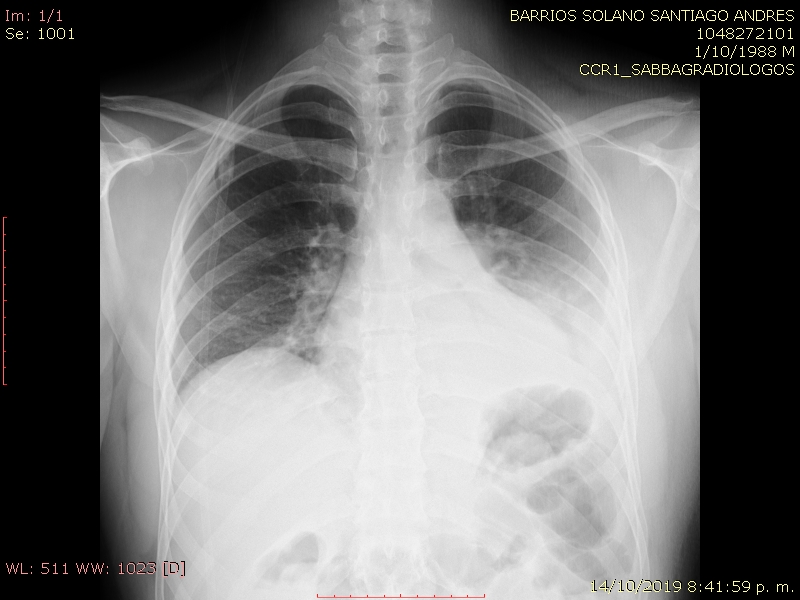 Im: 1/1
Se: 1001
BARRIOS SOLANO SANTIAGO ANDRES
1048272101
1/10/1988 M
CCR1_SABBAGRADIOLOGOS
WL: 511 WW: 1023 [D]
14/10/2019 8:41:59 p. m.